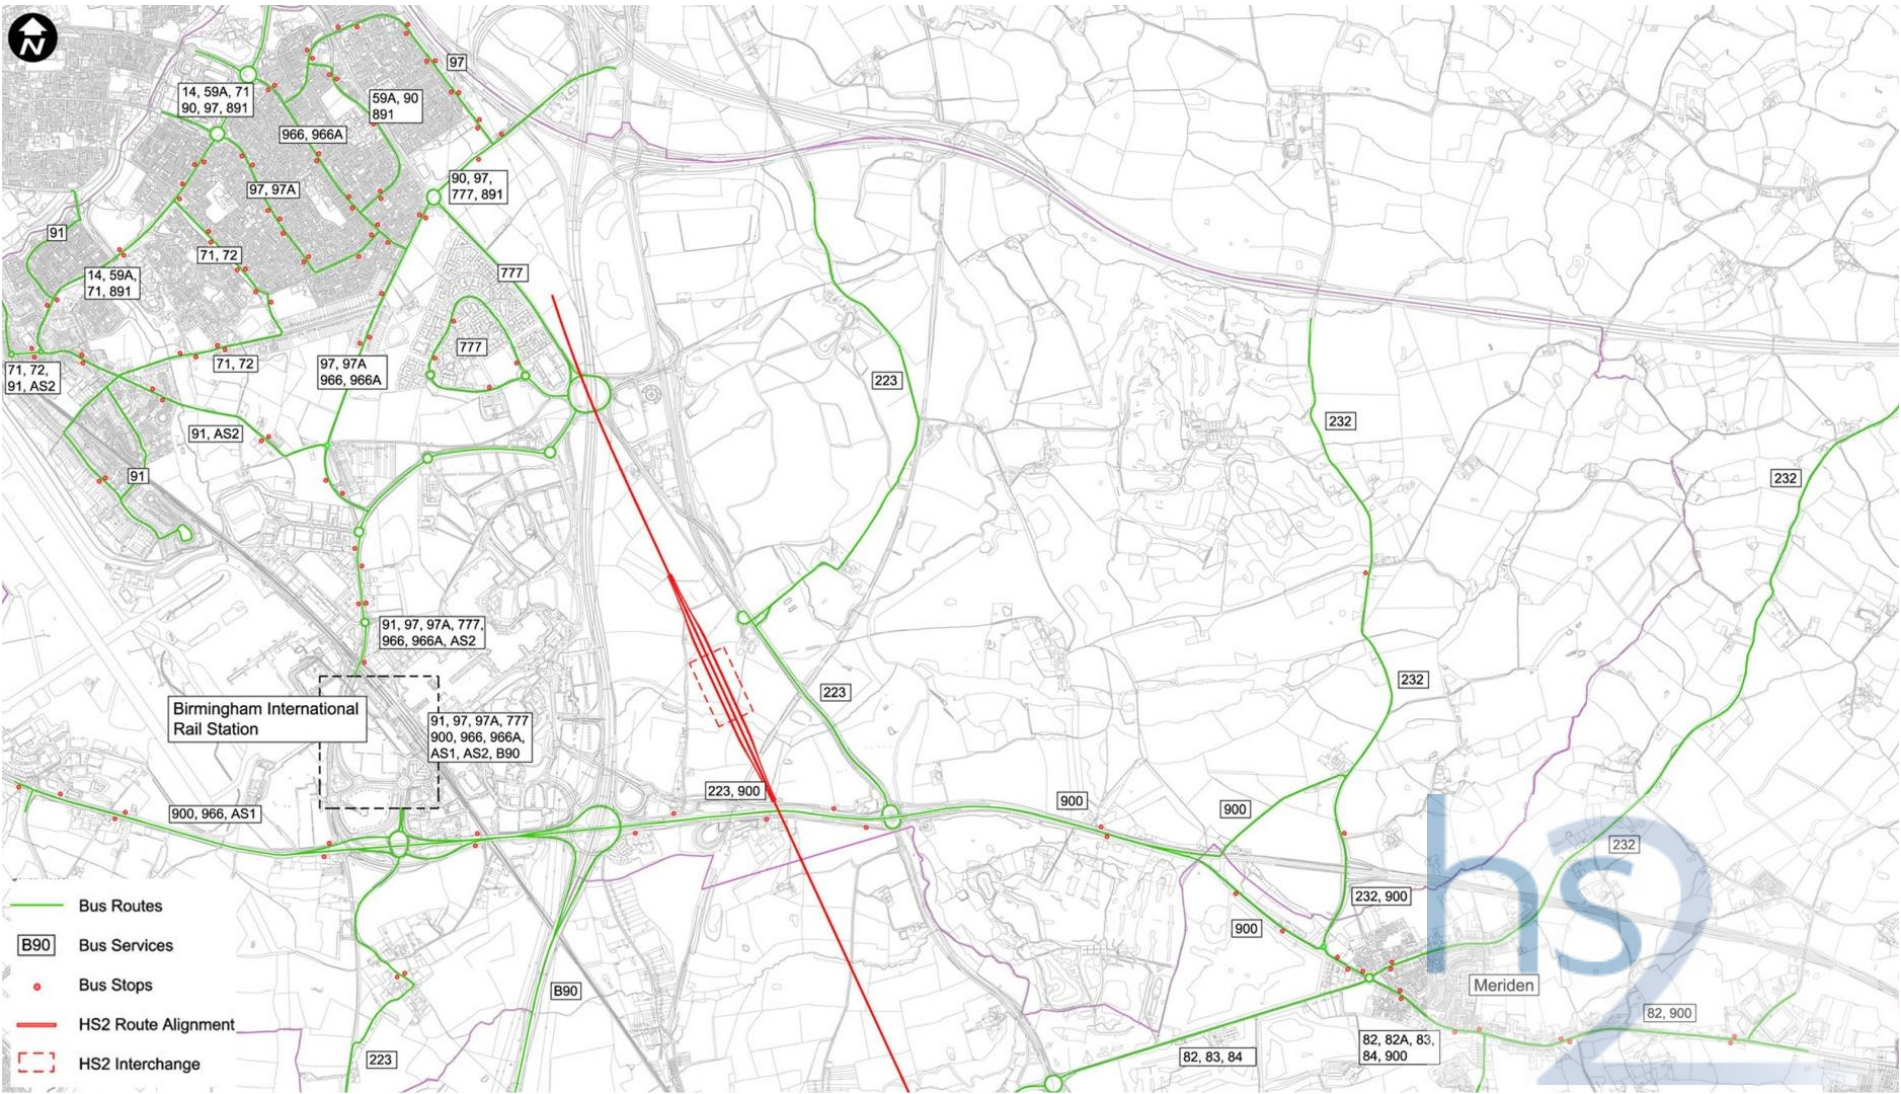 N
97
14, 59A, 71
90, 97, 891
59A, 90
891
966, 966A
90, 97,
777, 891
97, 97A
91
71, 72
14, 59A,
71, 891
777
777
71, 72,
91, AS2
71, 72
97, 97A
966, 966A
223
232
91, AS2
91
232
91, 97, 97A, 777,
966, 966A, AS2
232
223
Birmingham International
Rail Station
91, 97, 97A, 777
900, 966, 966A,
AS1, AS2, B90
223, 900
900
900
900, 966, AS1
232
232, 900
900
Bus Routes
B90
Bus Services
Bus Stops
HS2 Route Alignment
HS2 Interchange
B90
223
Meriden
82, 900
82, 83, 84
82, 82A, 83,
84, 900
hs2